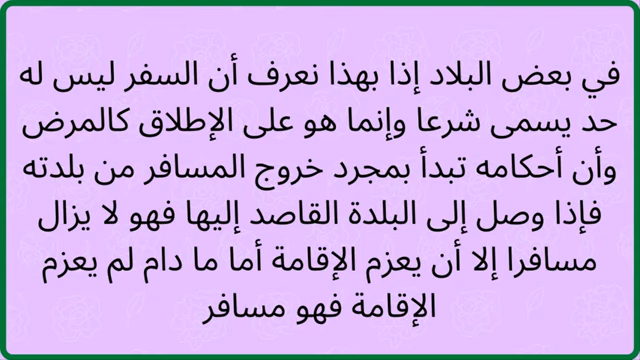 في بعض البلاد إذا بهذا نعرف أن السفر ليس له
حد يسمى شرعا وإنما هو على الإطلاق كالمرض
وأن أحكامه تبدأ بمجرد خروج المسافر من بلدته
فإذا وصل إلى البلدة القاصد إليها فهو لا يزال
مسافرا إلا أن يعزم الإقامة أما ما دام لم يعزم
الإقامة فهو مسافر